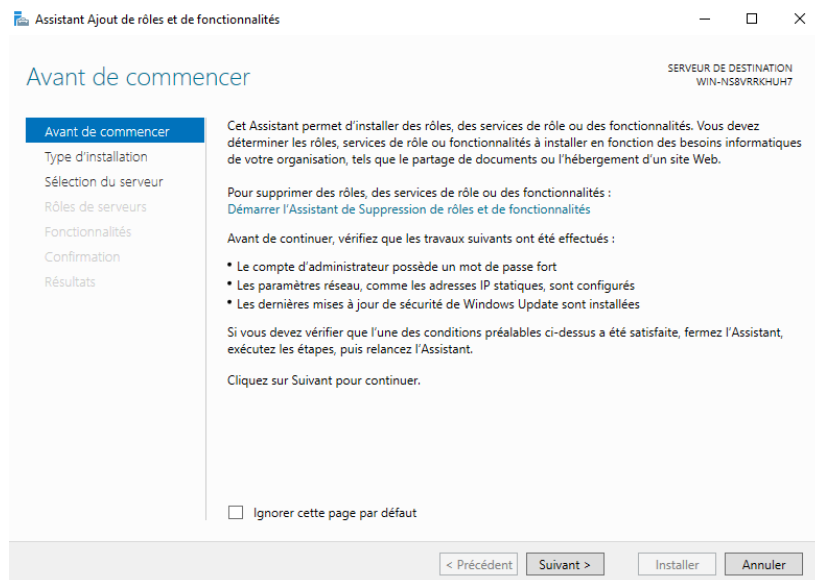 Assistant Ajout de rôles et de fonctionnalités
Avant de commencer
SERVEUR DE DESTINATION
WIN-NS8VRRKHUH7
Avant de commencer
Type d'installation
Sélection du serveur
Rôles de serveurs
Fonctionnalités
Confirmation
Résultats
Cet Assistant permet d'installer des rôles, des services de rôle ou des fonctionnalités. Vous devez
déterminer les rôles, services de rôle ou fonctionnalités à installer en fonction des besoins informatiques
de votre organisation, tels que le partage de documents ou l'hébergement d'un site Web.
Pour supprimer des rôles, des services de rôle ou des fonctionnalités :
Démarrer l'Assistant de Suppression de rôles et de fonctionnalités
Avant de continuer, vérifiez que les travaux suivants ont été effectués :
• Le compte d'administrateur possède un mot de passe fort
• Les paramètres réseau, comme les adresses IP statiques, sont configurés
• Les dernières mises à jour de sécurité de Windows Update sont installées
Si vous devez vérifier que l'une des conditions préalables ci-dessus a été satisfaite, fermez l'Assistant,
exécutez les étapes, puis relancez l'Assistant.
Cliquez sur Suivant pour continuer.
Ignorer cette page par défaut
< Précédent
Suivant >
Installer
Annuler